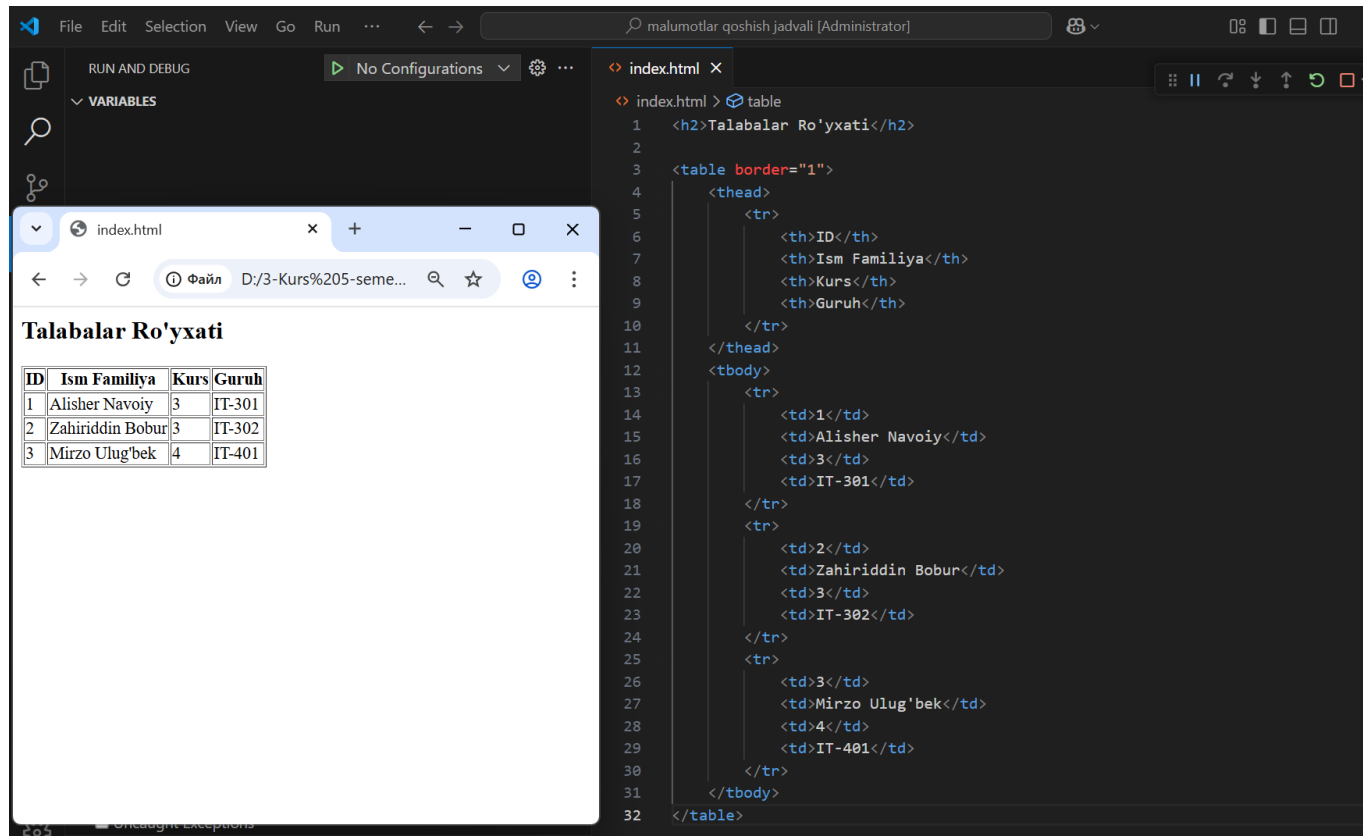 File Edit Selection View Go Run ··· malumotlar qoshish jadvali [Administrator]
RUN AND DEBUG No Configurations ···
VARIABLES
index.html
index.html > table
1 <h2>Talabalar Ro'yxati</h2>
2
3 <table border="1">
4 <thead>
5 <tr>
6 <th>ID</th>
7 <th>Ism Familiya</th>
8 <th>Kurs</th>
9 <th>Guruh</th>
10 </tr>
11 </thead>
12 <tbody>
13 <tr>
14 <td>1</td>
15 <td>Alisher Navoiy</td>
16 <td>3</td>
17 <td>IT-301</td>
18 </tr>
19 <tr>
20 <td>2</td>
21 <td>Zahiriddin Bobur</td>
22 <td>3</td>
23 <td>IT-302</td>
24 </tr>
25 <tr>
26 <td>3</td>
27 <td>Mirzo Ulug'bek</td>
28 <td>4</td>
29 <td>IT-401</td>
30 </tr>
31 </tbody>
32 </table>
index.html
Файл D:/3-Kurs%205-seme...
Talabalar Ro'yxati
ID Ism Familiya Kurs Guruh
1 Alisher Navoiy 3 IT-301
2 Zahiriddin Bobur 3 IT-302
3 Mirzo Ulug'bek 4 IT-401
Uncaught Exceptions